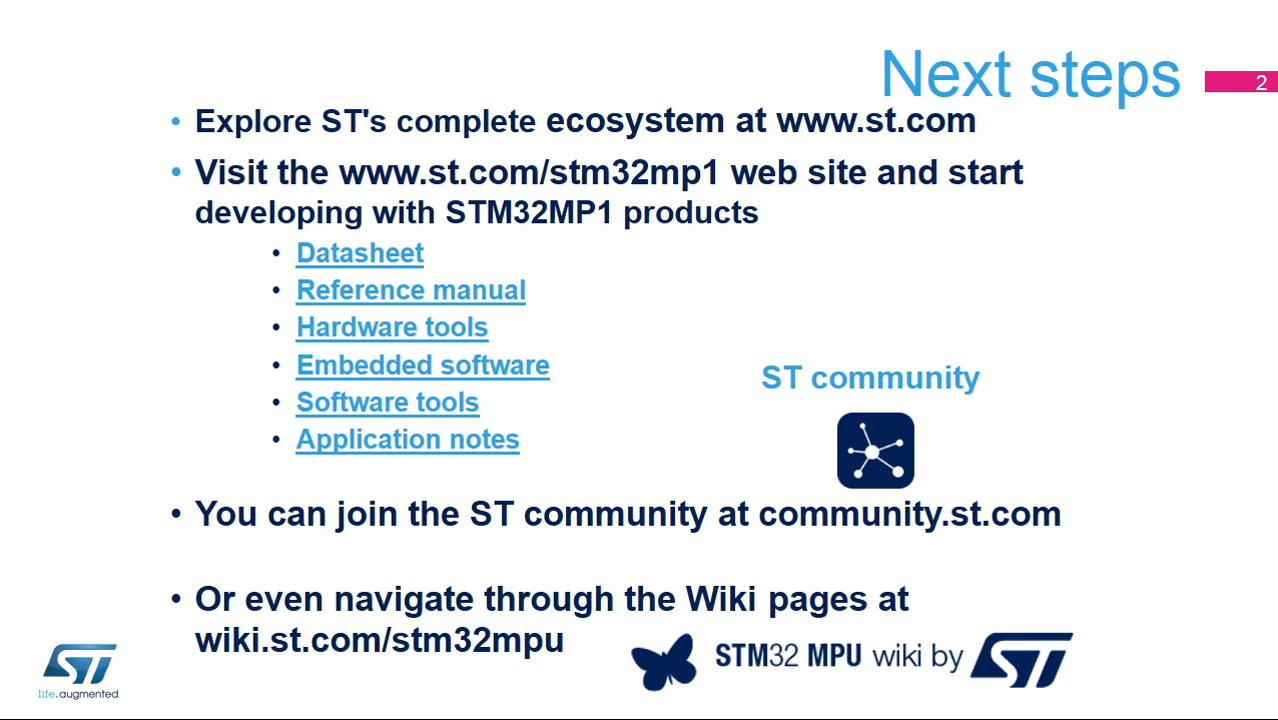 Next steps
2
• Explore ST's complete ecosystem at www.st.com
• Visit the www.st.com/stm32mp1 web site and start
developing with STM32MP1 products
• Datasheet
• Reference manual
• Hardware tools
• Embedded software
• Software tools
• Application notes
ST community
• You can join the ST community at community.st.com
• Or even navigate through the Wiki pages at
wiki.st.com/stm32mpu
STM32 MPU wiki by ST
ST
life.augmented